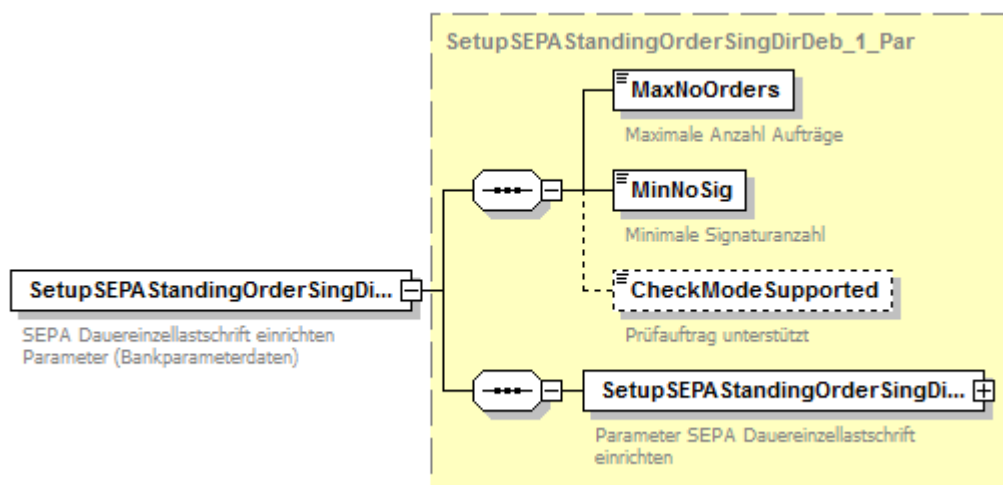 SetupSEPAStandingOrderSingDirDeb_1_Par
MaxNoOrders
Maximale Anzahl Aufträge
MinNoSig
Minimale Signaturanzahl
SetupSEPAStandingOrderSingDi...
SEPA Dauereinzellastschrift einrichten
Parameter (Bankparameterdaten)
CheckModeSupported
Prüfauftrag unterstützt
SetupSEPAStandingOrderSingDi...
Parameter SEPA Dauereinzellastschrift
einrichten